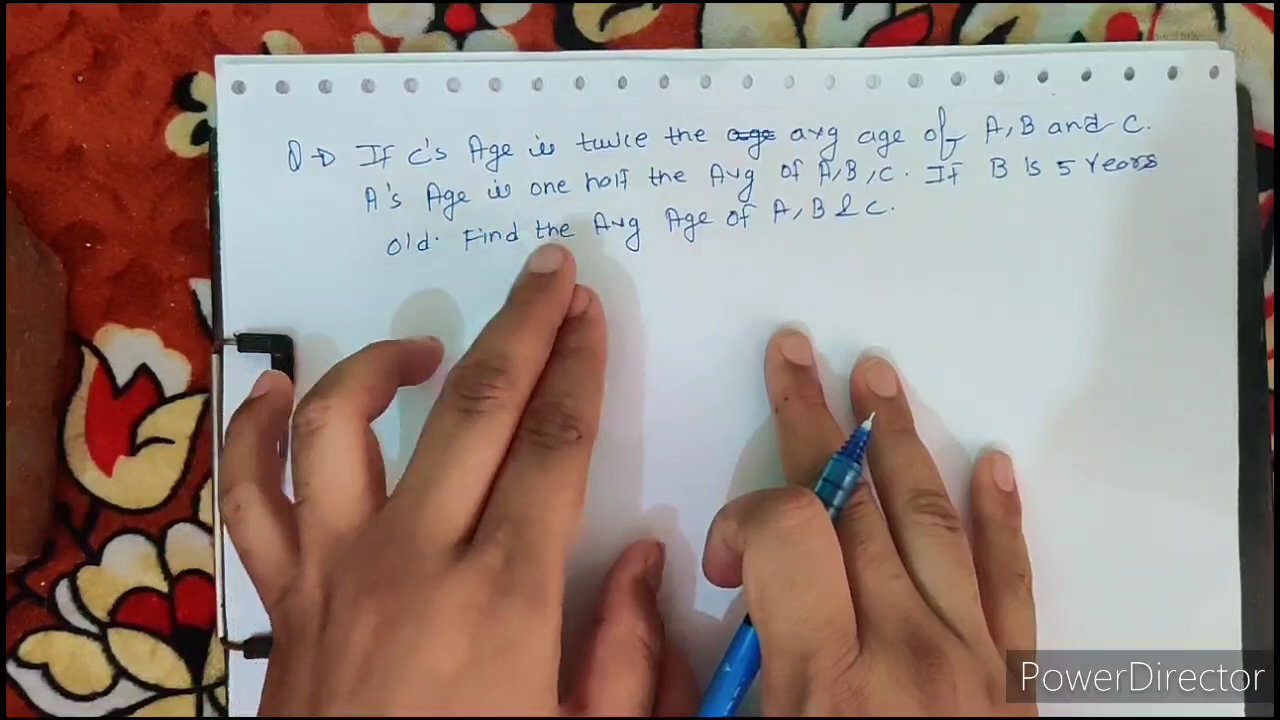 Q→ If C's Age is twice the age avg age of A, B and C.
A's Age is one half the Avg of A, B, C. If B is 5 Years
old. Find the Avg Age of A, B & C.
PowerDirector